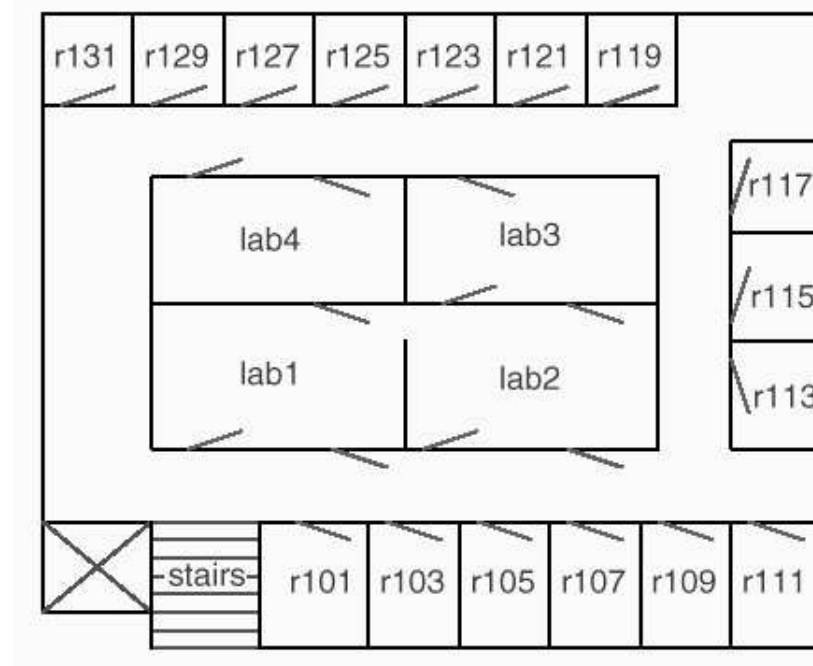 r131 r129 r127 r125 r123 r121 r119
r117
lab4 lab3
r115
lab1 lab2
r113
stairs r101 r103 r105 r107 r109 r111